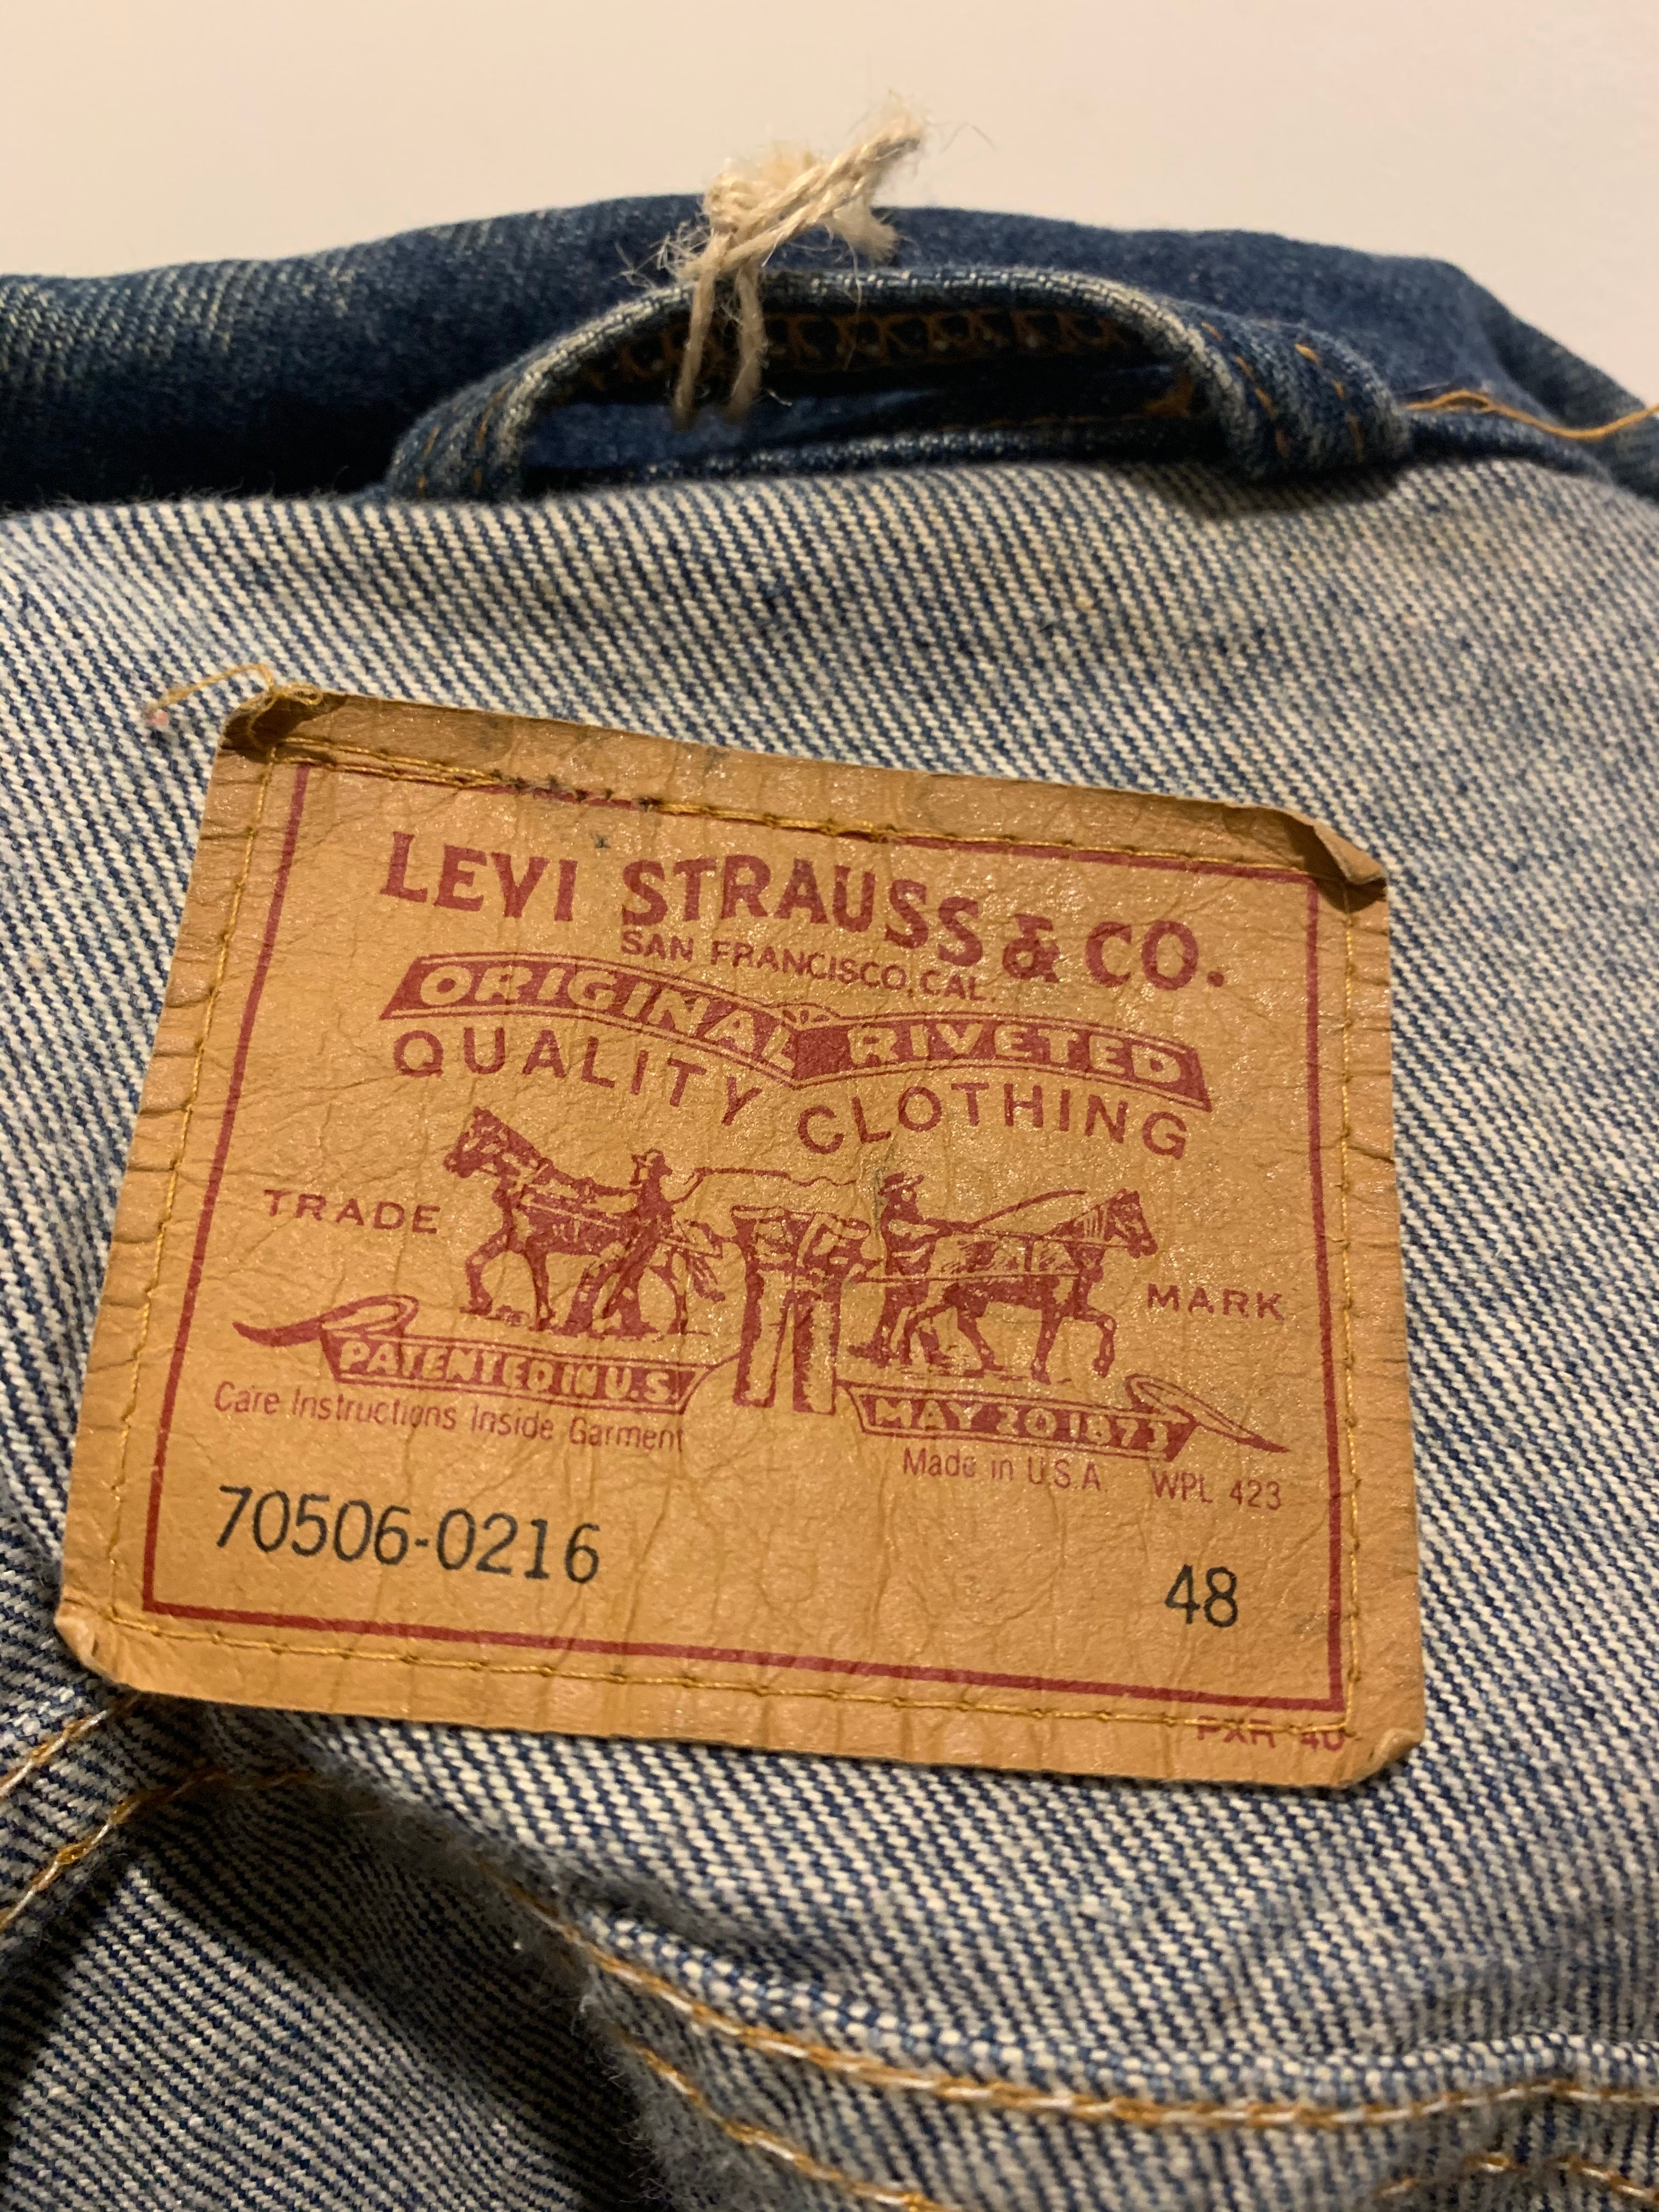 LEVI STRAUSS & CO.
SAN FRANCISCO, CAL.
ORIGINAL RIVETED
QUALITY CLOTHING
TRADE MARK
PATENTED IN U.S. MAY 20 1873
Care Instructions Inside Garment
Made in U.S.A. WPL 423
70506-0216 48